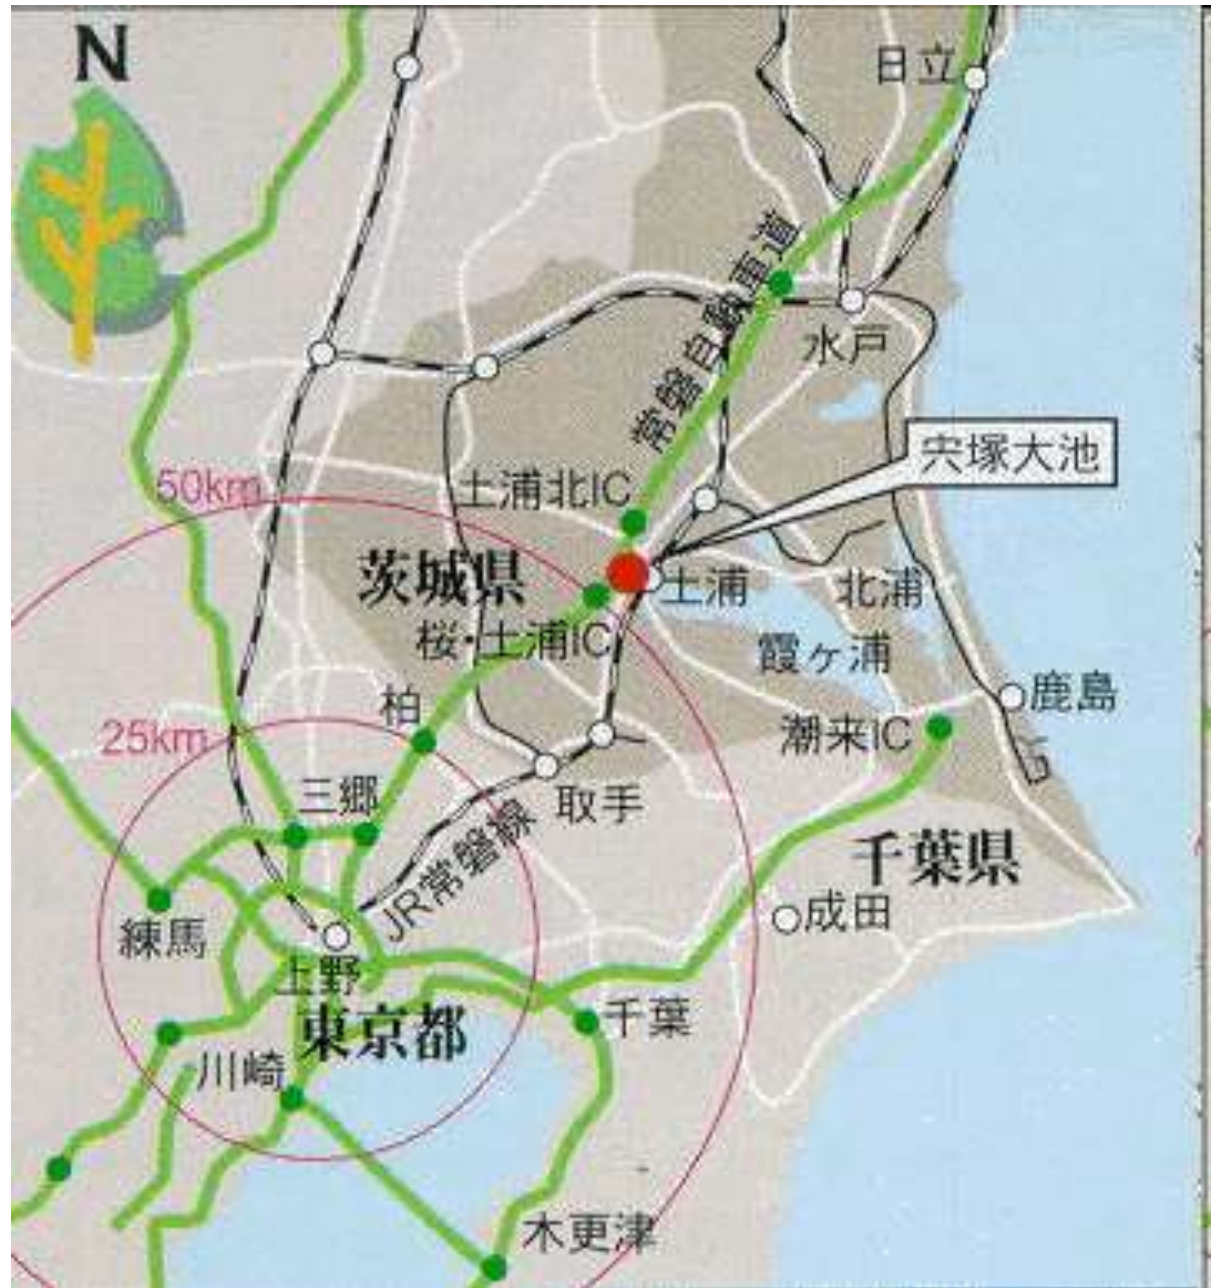 N
日立
常磐自動車道
水戸
宍塚大池
50km
土浦北IC
茨城県
土浦
北浦
桜・土浦IC
霞ヶ浦
柏
鹿島
25km
潮来IC
三郷
取手
JR常磐線
千葉県
成田
練馬
上野
東京都
千葉
川崎
木更津